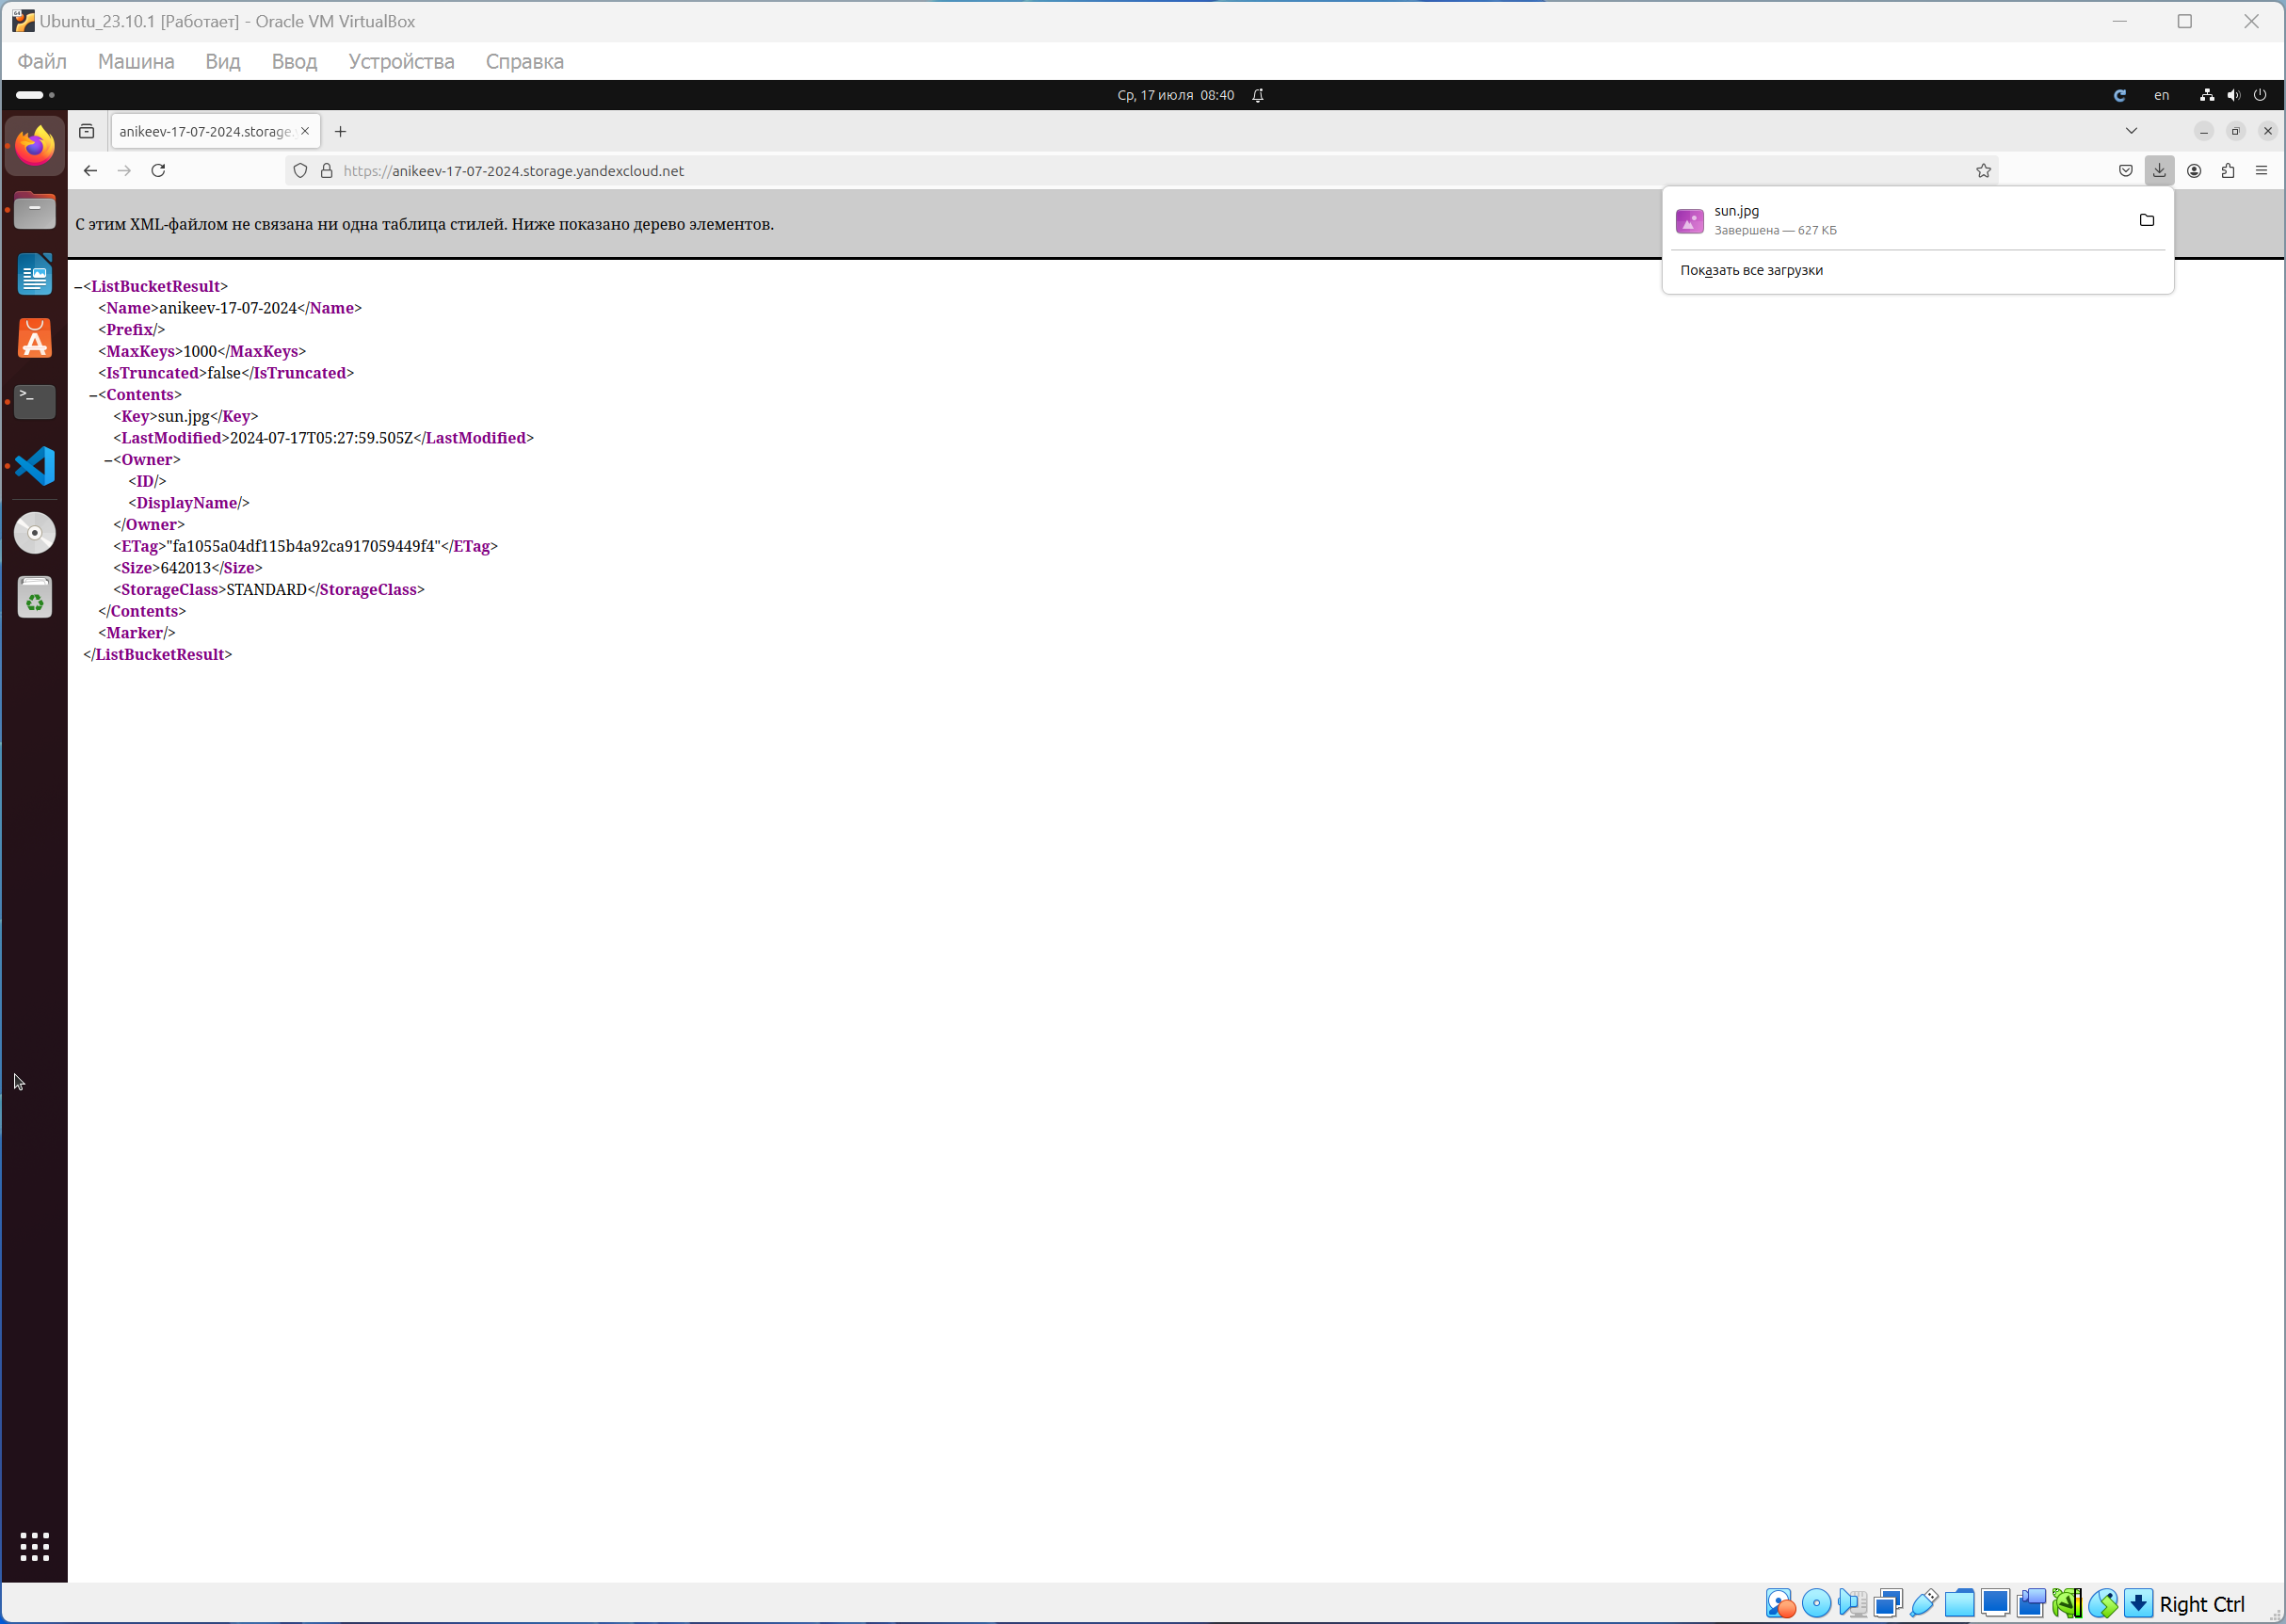 Ubuntu_23.10.1 [Работает] - Oracle VM VirtualBox
Файл Машина Вид Ввод Устройства Справка
Ср, 17 июля 08:40
en
anikeev-17-07-2024.storage.
https://anikeev-17-07-2024.storage.yandexcloud.net
sun.jpg
Завершена — 627 КБ
Показать все загрузки
С этим XML-файлом не связана ни одна таблица стилей. Ниже показано дерево элементов.
–<ListBucketResult>
<Name>anikeev-17-07-2024</Name>
<Prefix/>
<MaxKeys>1000</MaxKeys>
<IsTruncated>false</IsTruncated>
–<Contents>
<Key>sun.jpg</Key>
<LastModified>2024-07-17T05:27:59.505Z</LastModified>
–<Owner>
<ID/>
<DisplayName/>
</Owner>
<ETag>"fa1055a04df115b4a92ca917059449f4"</ETag>
<Size>642013</Size>
<StorageClass>STANDARD</StorageClass>
</Contents>
<Marker/>
</ListBucketResult>
Right Ctrl